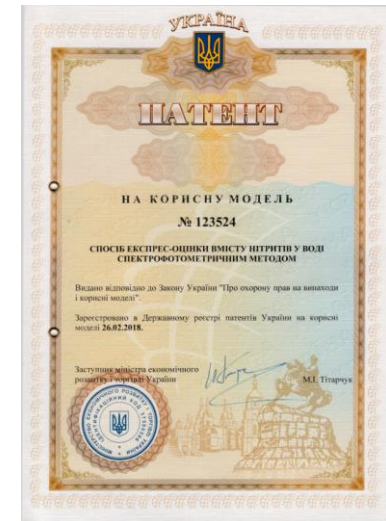 УКРАЇНА
ПАТЕНТ
НА КОРИСНУ МОДЕЛЬ
№ 123524
СПОСІБ ЕКСПРЕС-ОЦІНКИ ВМІСТУ НІТРИТІВ У ВОДІ
СПЕКТРОФОТОМЕТРИЧНИМ МЕТОДОМ
Видано відповідно до Закону України "Про охорону прав на винаходи
і корисні моделі".
Зареєстровано в Державному реєстрі патентів України на корисні
моделі 26.02.2018.
Заступник міністра економічного
розвитку і торгівлі України
М.І. Тітарчук